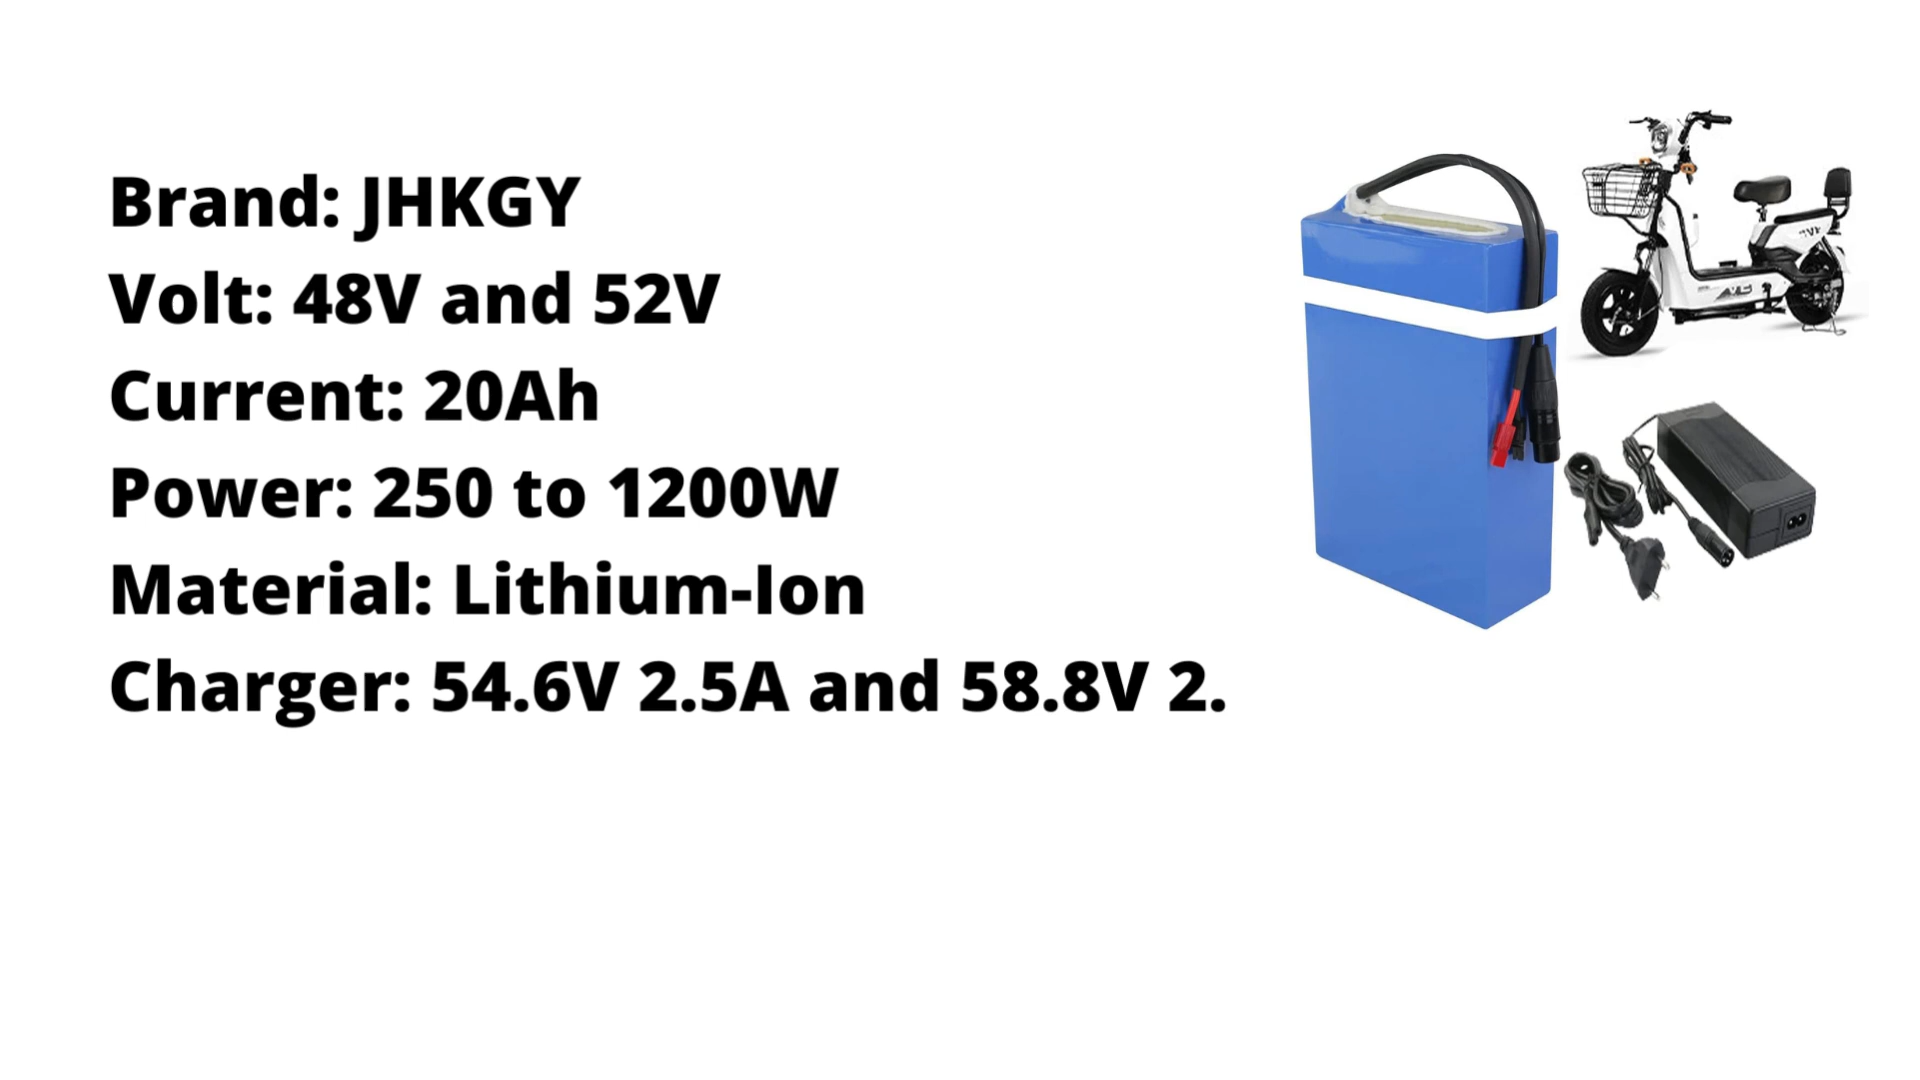 Brand: JHKGY
Volt: 48V and 52V
Current: 20Ah
Power: 250 to 1200W
Material: Lithium-Ion
Charger: 54.6V 2.5A and 58.8V 2.